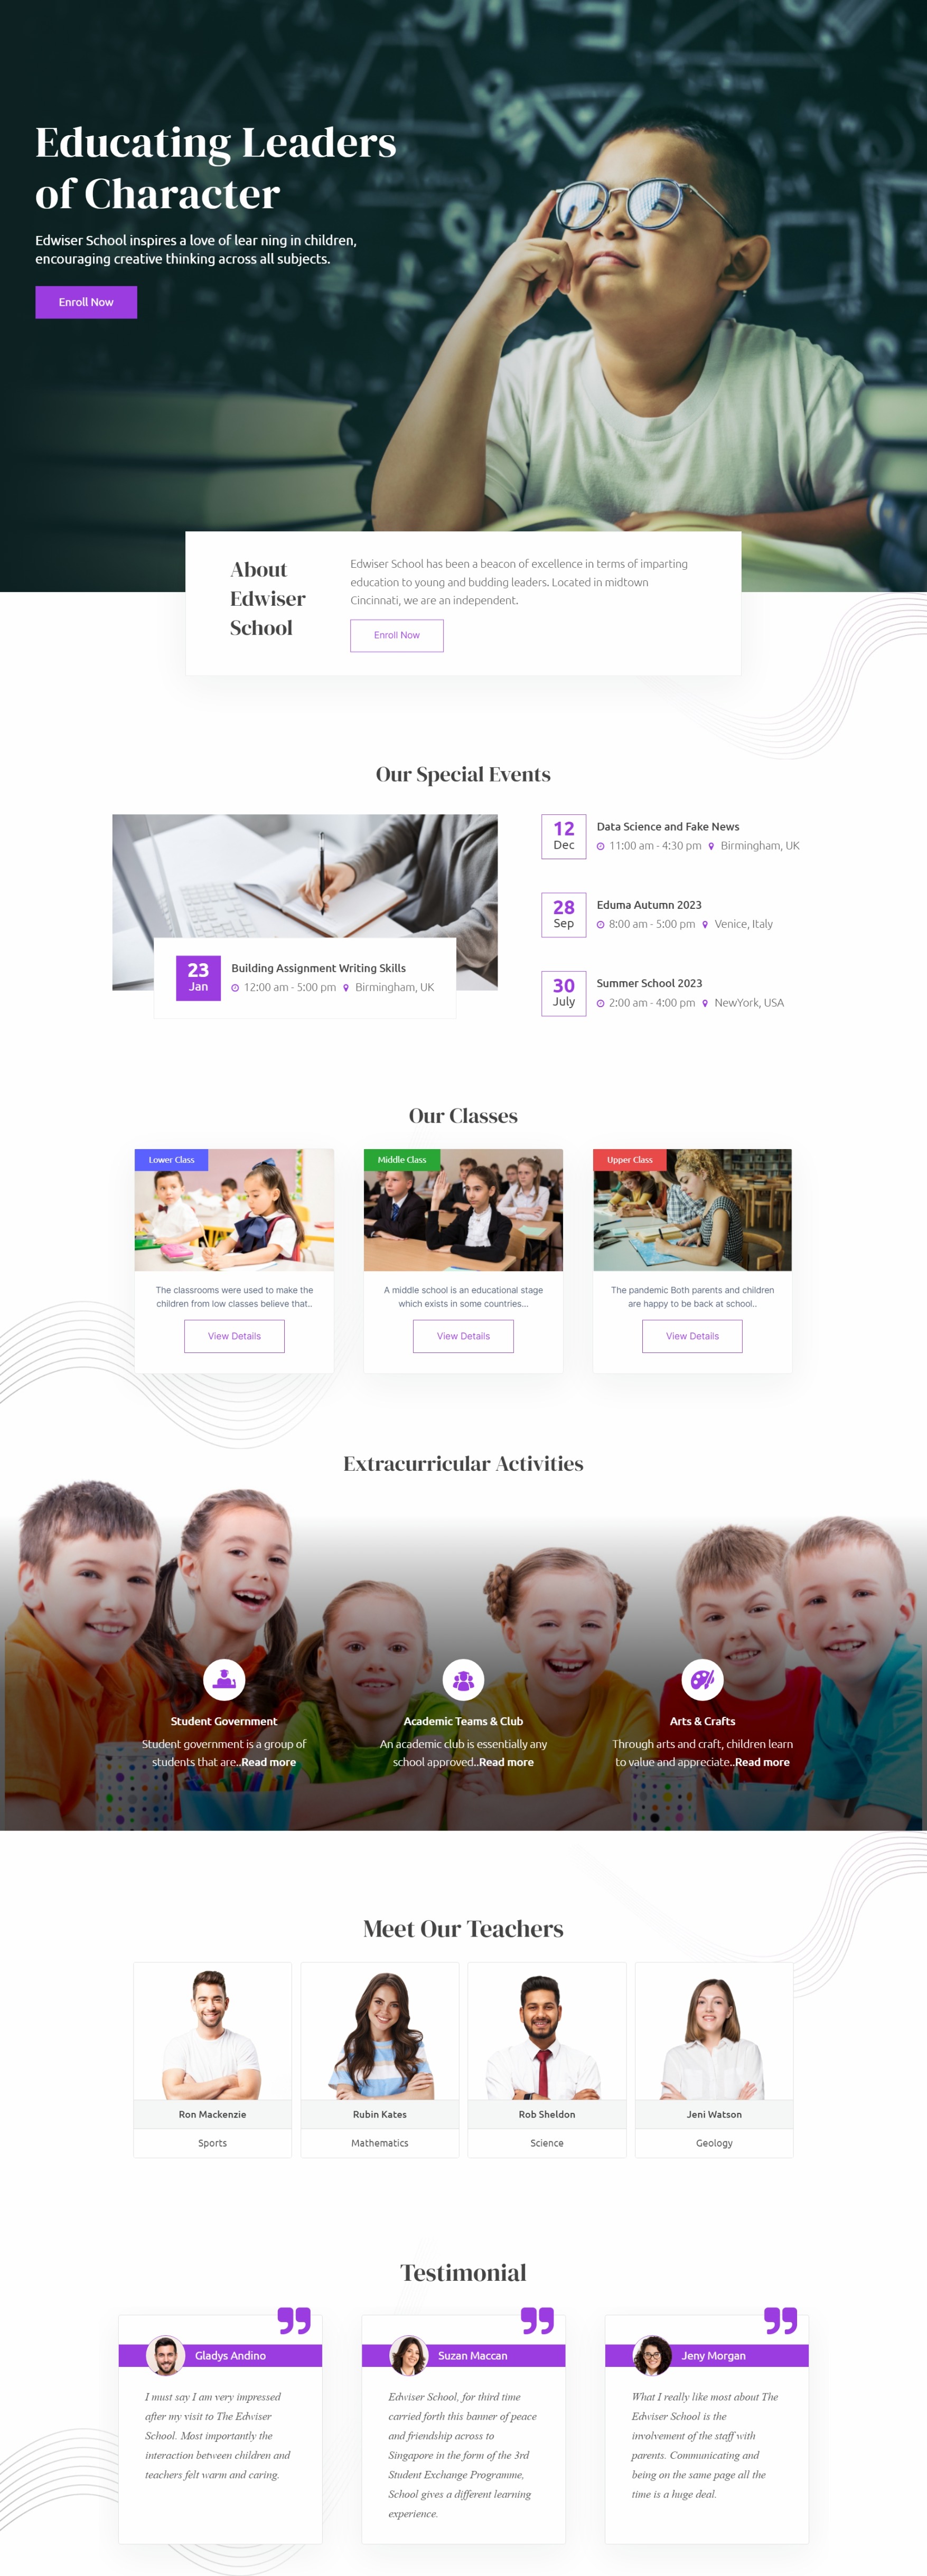 Educating Leaders
of Character
Edwiser School inspires a love of lear ning in children,
encouraging creative thinking across all subjects.
Enroll Now
About
Edwiser
School
Edwiser School has been a beacon of excellence in terms of imparting
education to young and budding leaders. Located in midtown
Cincinnati, we are an independent.
Enroll Now
Our Special Events
23
Jan
Building Assignment Writing Skills
12:00 am - 5:00 pm Birmingham, UK
12
Dec
Data Science and Fake News
11:00 am - 4:30 pm Birmingham, UK
28
Sep
Eduma Autumn 2023
8:00 am - 5:00 pm Venice, Italy
30
July
Summer School 2023
2:00 am - 4:00 pm NewYork, USA
Our Classes
Lower Class
The classrooms were used to make the
children from low classes believe that..
View Details
Middle Class
A middle school is an educational stage
which exists in some countries...
View Details
Upper Class
The pandemic Both parents and children
are happy to be back at school..
View Details
Extracurricular Activities
Student Government
Student government is a group of
students that are..Read more
Academic Teams & Club
An academic club is essentially any
school approved..Read more
Arts & Crafts
Through arts and craft, children learn
to value and appreciate..Read more
Meet Our Teachers
Ron Mackenzie
Sports
Rubin Kates
Mathematics
Rob Sheldon
Science
Jeni Watson
Geology
Testimonial
Gladys Andino
I must say I am very impressed
after my visit to The Edwiser
School. Most importantly the
interaction between children and
teachers felt warm and caring.
Suzan Maccan
Edwiser School, for third time
carried forth this banner of peace
and friendship across to
Singapore in the form of the 3rd
Student Exchange Programme,
School gives a different learning
experience.
Jeny Morgan
What I really like most about The
Edwiser School is the
involvement of the staff with
parents. Communicating and
being on the same page all the
time is a huge deal.